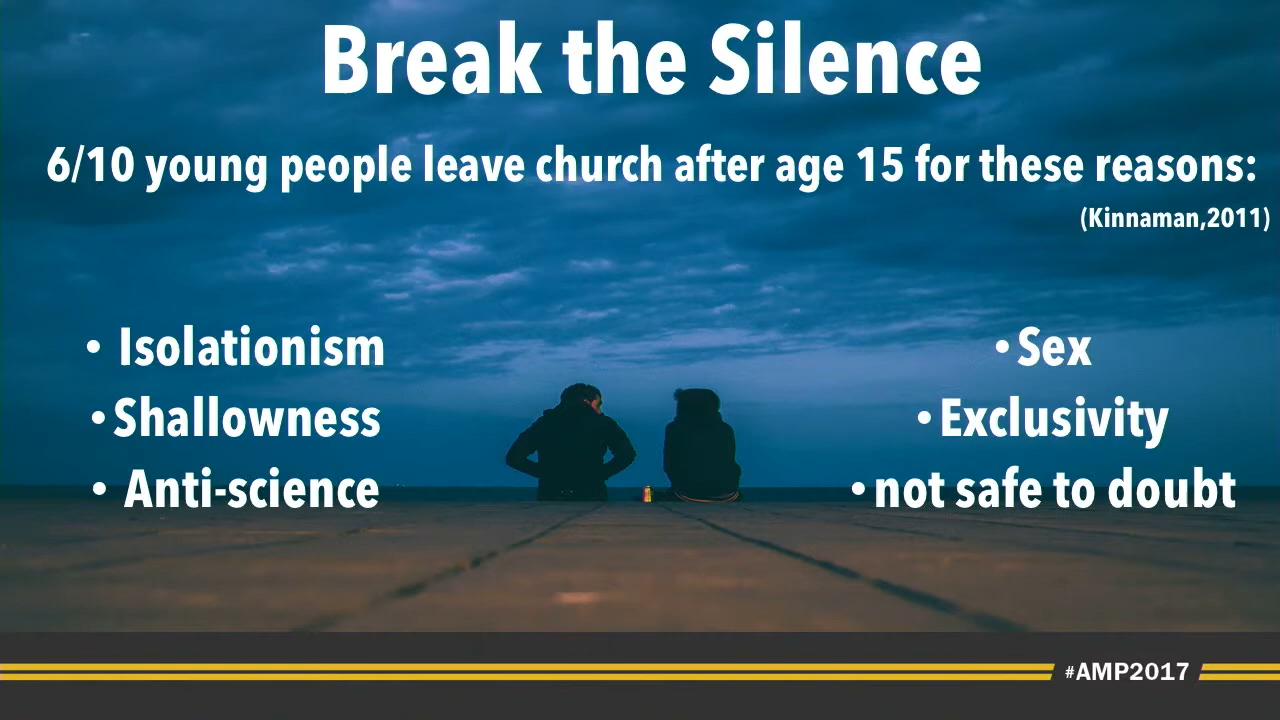 Break the Silence
6/10 young people leave church after age 15 for these reasons:
(Kinnaman,2011)
• Isolationism
• Shallowness
• Anti-science
• Sex
• Exclusivity
• not safe to doubt
#AMP2017